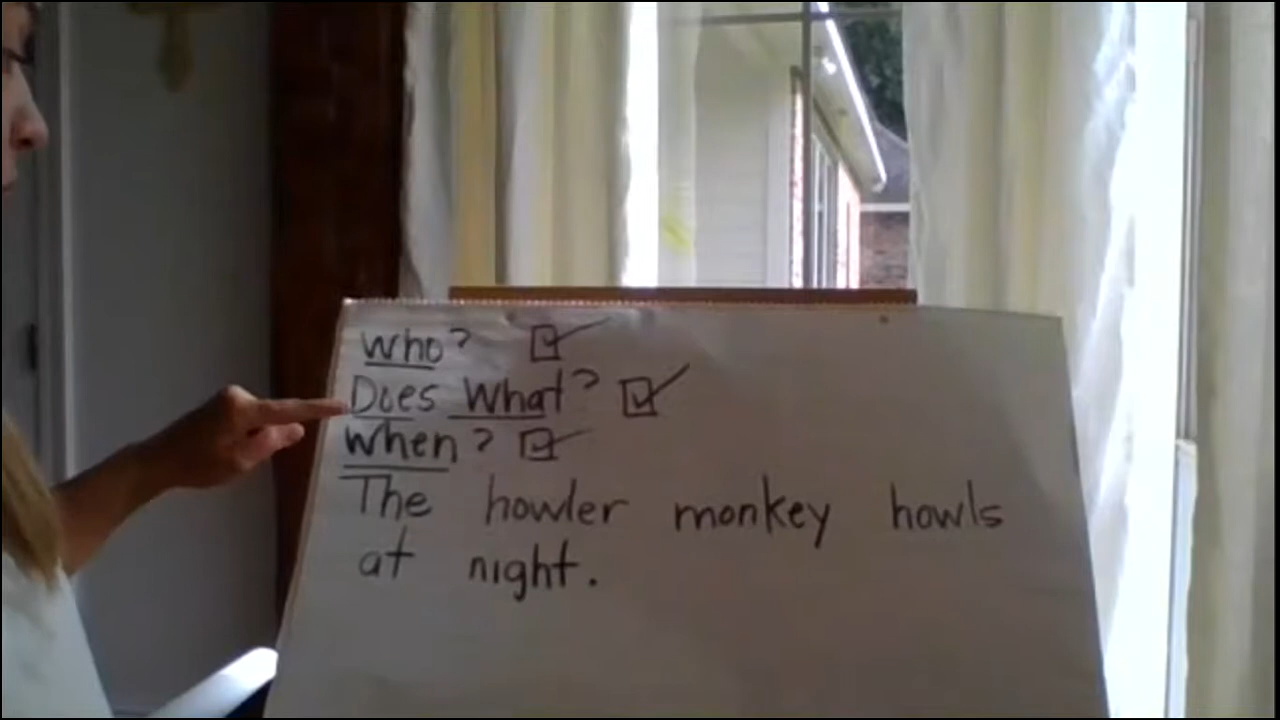 Who? ☑
Does What? ☑
When? ☑
The howler monkey howls
at night.